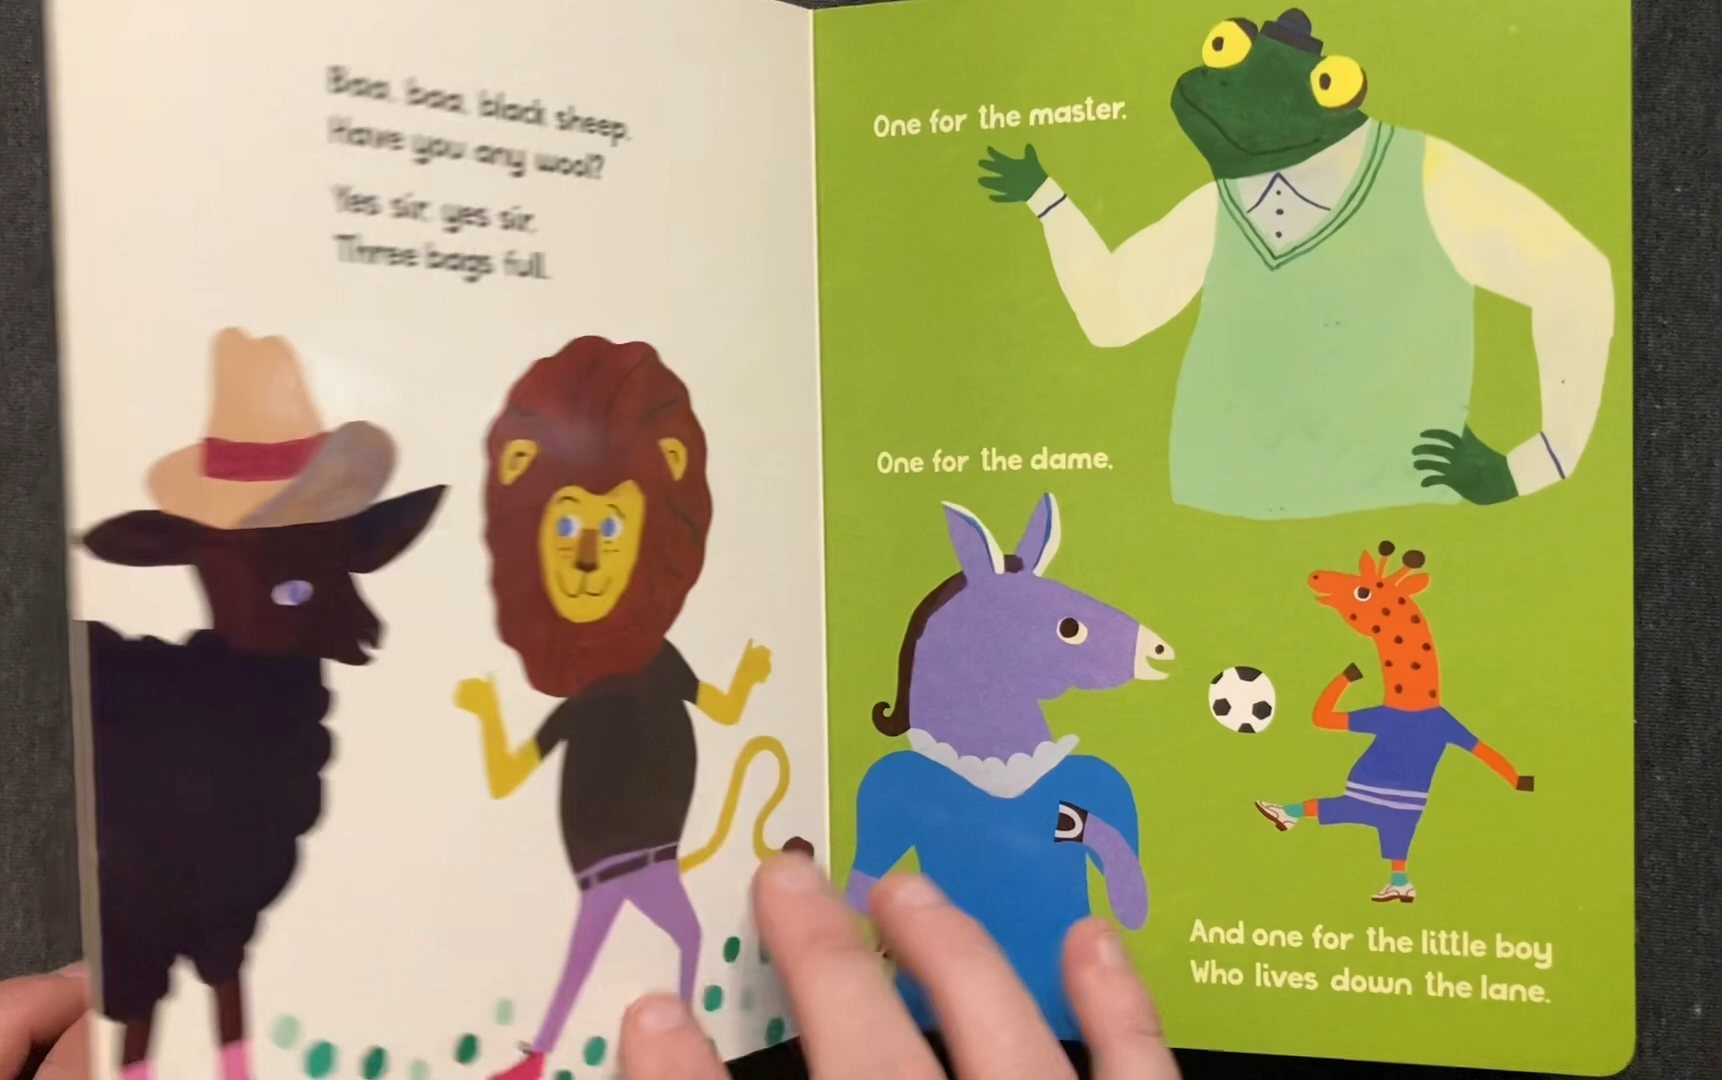 Baa, baa, black sheep,
Have you any wool?
Yes sir, yes sir,
Three bags full.
One for the master,
One for the dame,
And one for the little boy
Who lives down the lane.